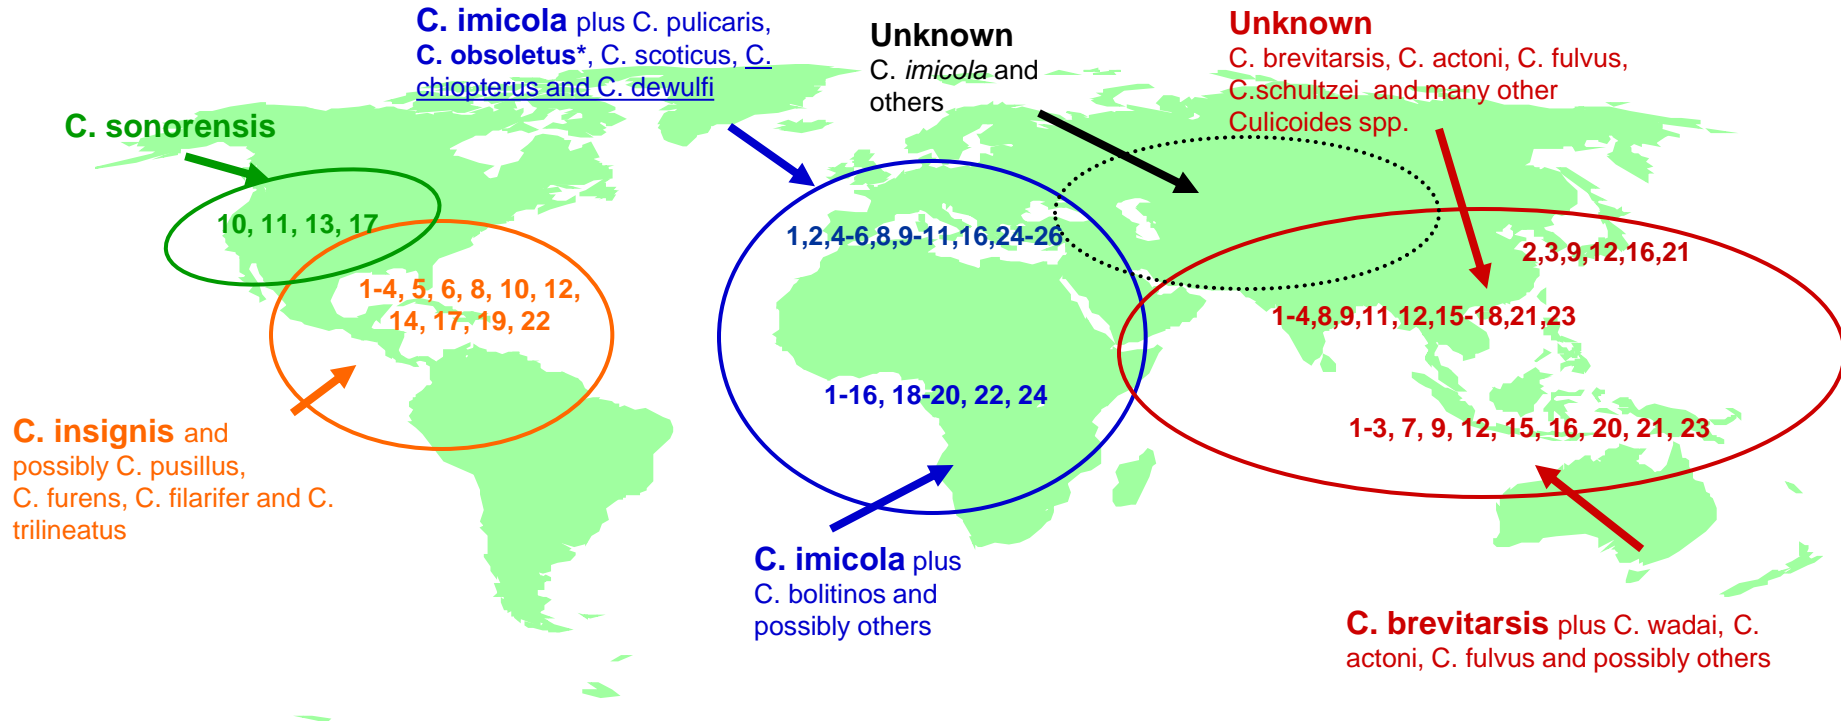 C. imicola plus C. pulicaris,
C. obsoletus*, C. scoticus, C.
chiopterus and C. dewulfi
Unknown
C. imicola and
others
Unknown
C. brevitarsis, C. actoni, C. fulvus,
C.schultzei and many other
Culicoides spp.
C. sonorensis
10, 11, 13, 17
1,2,4-6,8,9-11,16,24-26
2,3,9,12,16,21
1-4, 5, 6, 8, 10, 12,
14, 17, 19, 22
1-4,8,9,11,12,15-18,21,23
1-16, 18-20, 22, 24
1-3, 7, 9, 12, 15, 16, 20, 21, 23
C. insignis and
possibly C. pusillus,
C. furens, C. filarifer and C.
trilineatus
C. imicola plus
C. bolitinos and
possibly others
C. brevitarsis plus C. wadai, C.
actoni, C. fulvus and possibly others